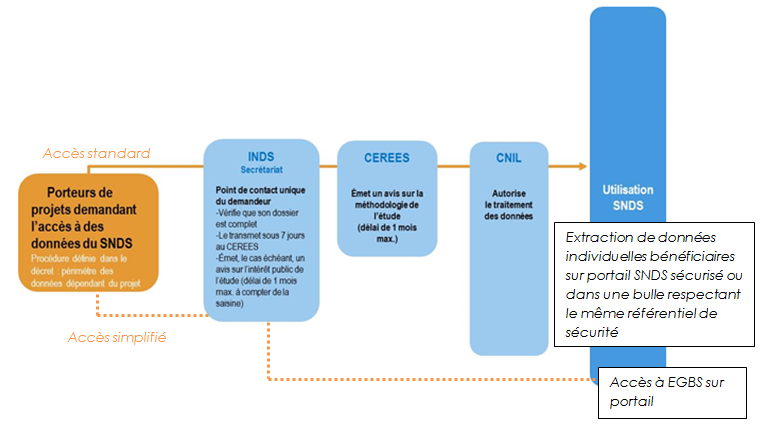 Accès standard
Porteurs de
projets demandant
l'accès à des
données du SNDS
Procédure définie dans le
décret : périmètre des
données dépendant du projet
Accès simplifié
INDS
Secrétariat
Point de contact unique
du demandeur
-Vérifie que son dossier
est complet
-Le transmet sous 7 jours
au CEREES
-Émet, le cas échéant, un
avis sur l'intérêt public de
l'étude (délai de 1 mois
max. à compter de la
saisine)
CEREES
Émet un avis sur la
méthodologie de
l'étude
(délai de 1 mois
max.)
CNIL
Autorise
le traitement
des données
Utilisation
SNDS
Extraction de données
individuelles bénéficiaires
sur portail SNDS sécurisé ou
dans une bulle respectant
le même référentiel de
sécurité
Accès à EGBS sur
portail